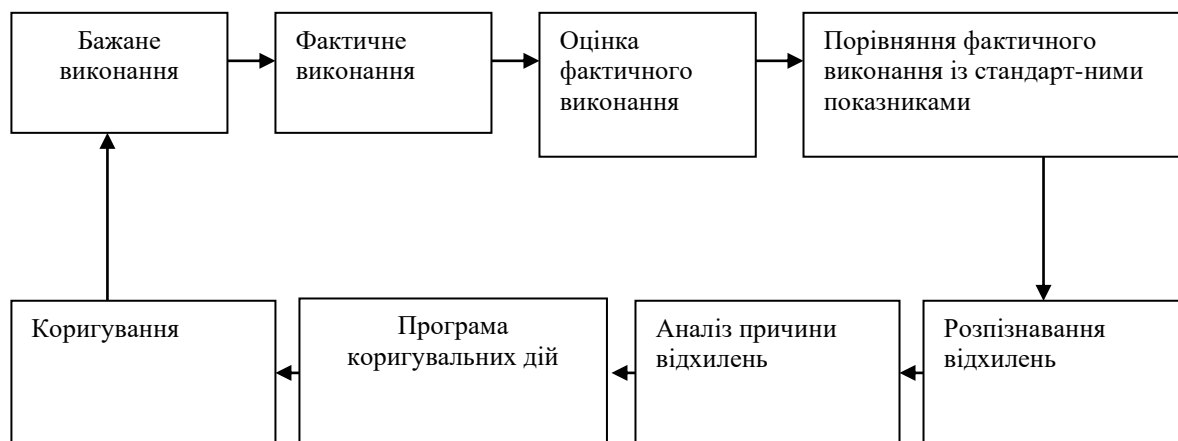 Бажане
виконання
Фактичне
виконання
Оцінка
фактичного
виконання
Порівняння фактичного
виконання із стандарт-ними
показниками
Коригування
Програма
коригувальних дій
Аналіз причини
відхилень
Розпізнавання
відхилень